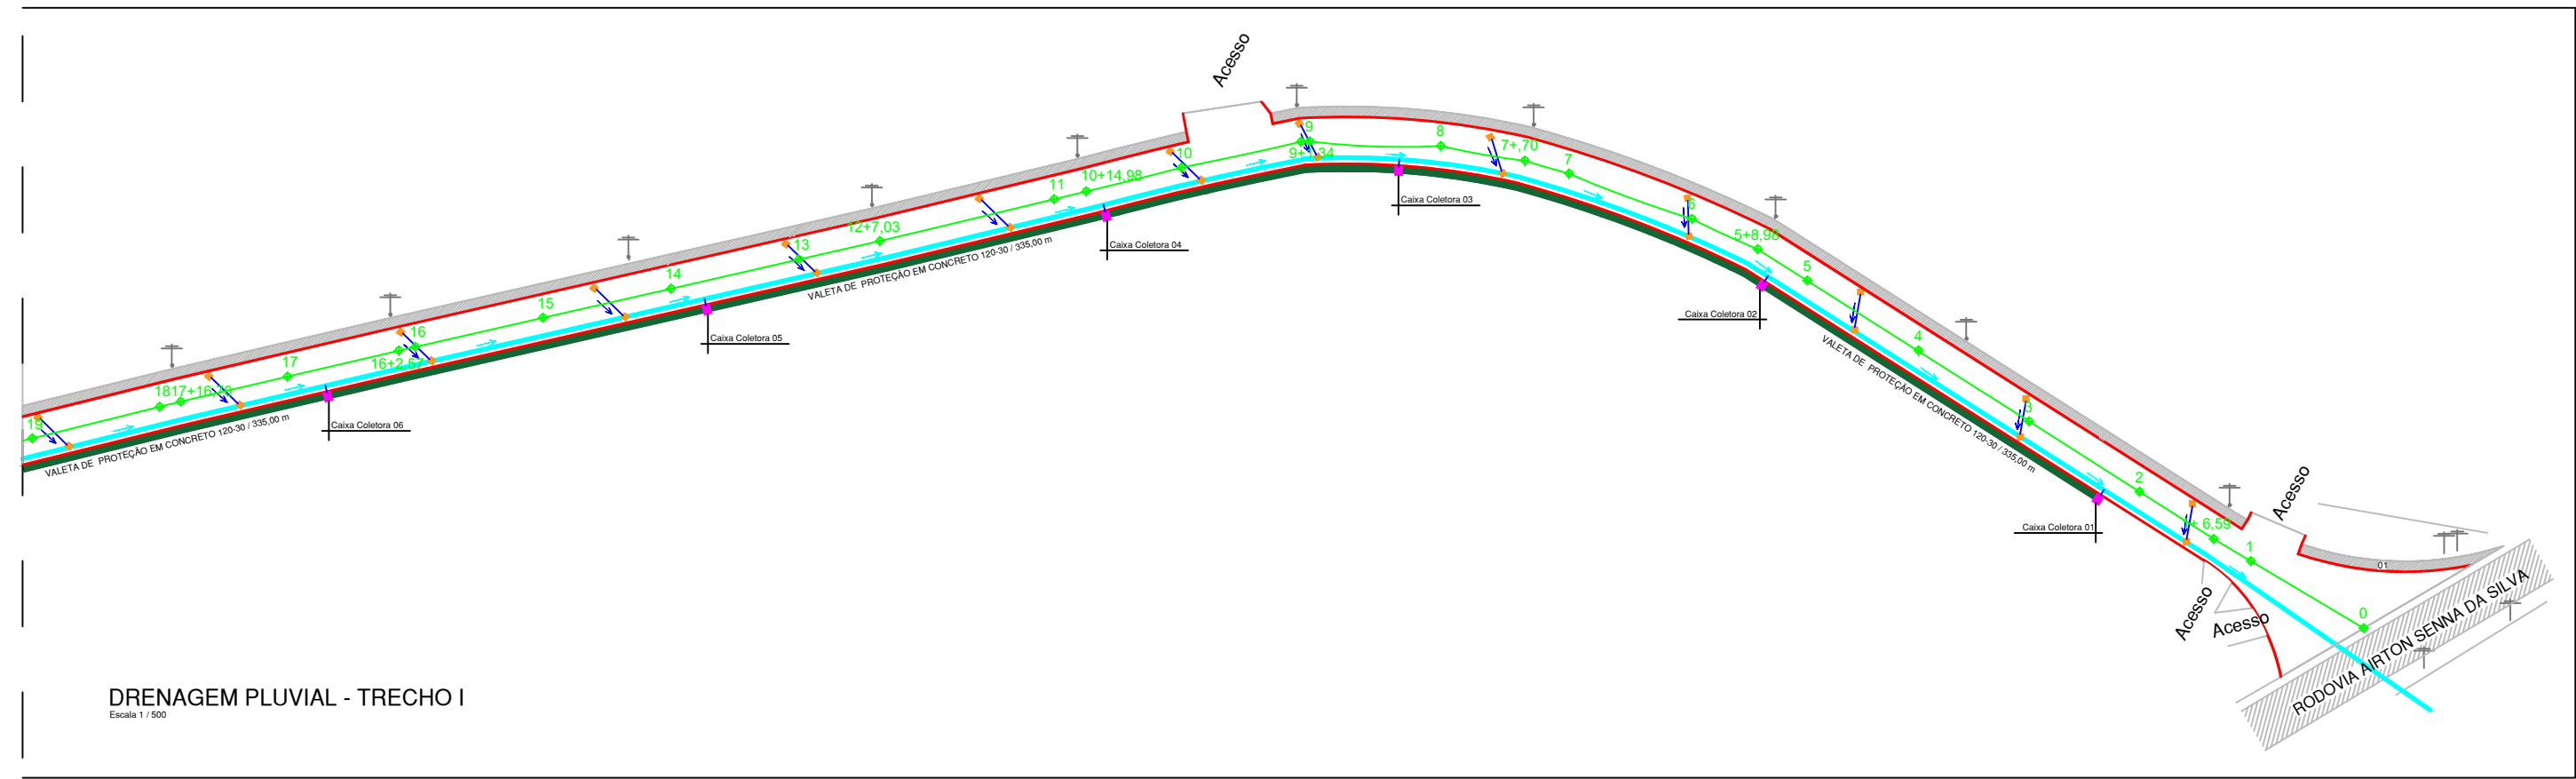 Acesso
9
8
7+,70
7
10
9+1,34
11
10+14,98
6
Caixa Coletora 03
5+8,98
12+7,03
13
Caixa Coletora 04
5
VALETA DE PROTEÇÃO EM CONCRETO 120-30 / 335,00 m
14
15
Caixa Coletora 02
16
Caixa Coletora 05
4
17
16+2,57
VALETA DE PROTEÇÃO EM CONCRETO 120-30 / 335,00 m
18
3
19
Caixa Coletora 06
VALETA DE PROTEÇÃO EM CONCRETO 120-30 / 335,00 m
2
Acesso
Caixa Coletora 01
1
01
0
Acesso
Acesso
RODOVIA AIRTON SENNA DA SILVA
DRENAGEM PLUVIAL - TRECHO I
Escala 1 / 500